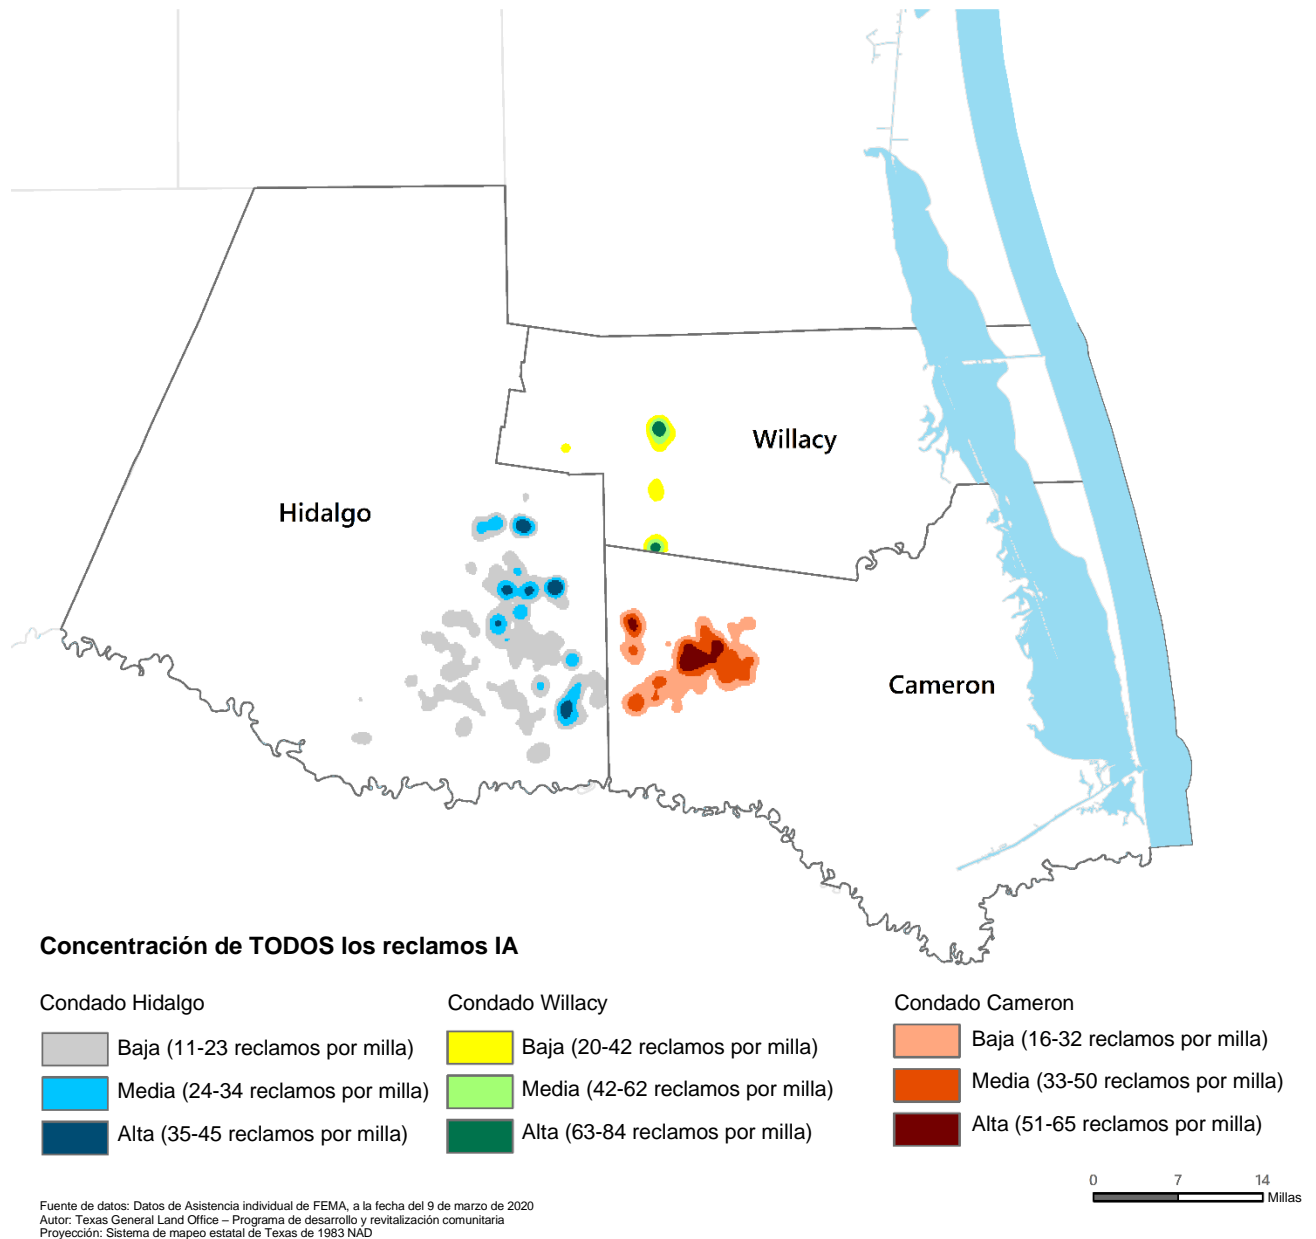 Willacy
Hidalgo
Cameron
Concentración de TODOS los reclamos IA
Condado Hidalgo
Baja (11-23 reclamos por milla)
Media (24-34 reclamos por milla)
Alta (35-45 reclamos por milla)
Condado Willacy
Baja (20-42 reclamos por milla)
Media (42-62 reclamos por milla)
Alta (63-84 reclamos por milla)
Condado Cameron
Baja (16-32 reclamos por milla)
Media (33-50 reclamos por milla)
Alta (51-65 reclamos por milla)
0 7 14
Millas
Fuente de datos: Datos de Asistencia individual de FEMA, a la fecha del 9 de marzo de 2020
Autor: Texas General Land Office – Programa de desarrollo y revitalización comunitaria
Proyección: Sistema de mapeo estatal de Texas de 1983 NAD